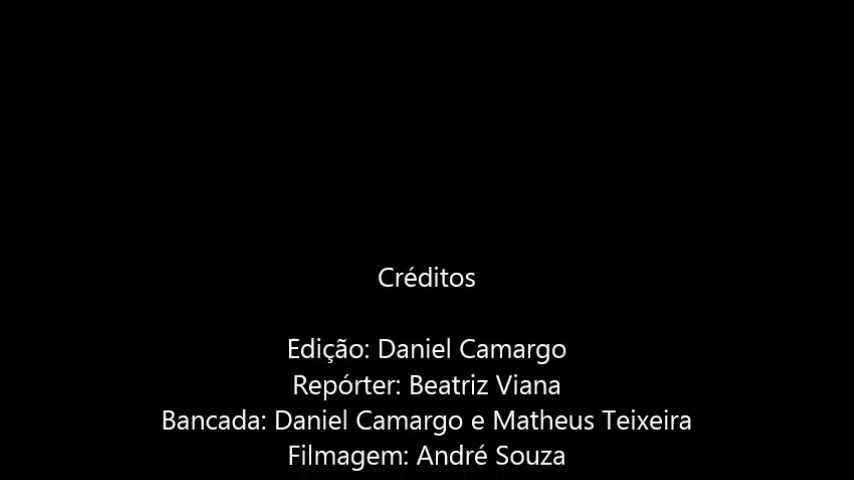 Créditos
Edição: Daniel Camargo
Repórter: Beatriz Viana
Bancada: Daniel Camargo e Matheus Teixeira
Filmagem: André Souza